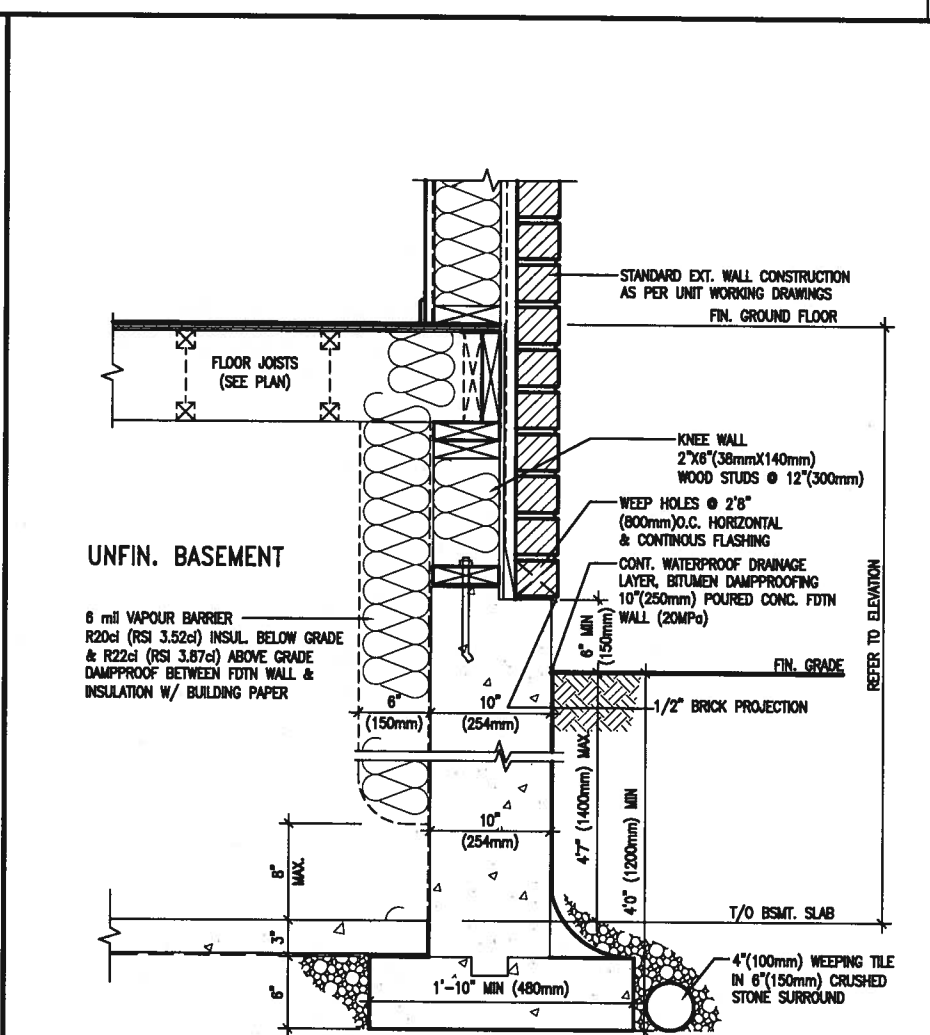 STANDARD EXT. WALL CONSTRUCTION
AS PER UNIT WORKING DRAWINGS
FIN. GROUND FLOOR
FLOOR JOISTS
(SEE PLAN)
KNEE WALL
2"X6"(38mmX140mm)
WOOD STUDS @ 12"(300mm)
WEEP HOLES @ 2'8"
(800mm)O.C. HORIZONTAL
& CONTINOUS FLASHING
UNFIN. BASEMENT
CONT. WATERPROOF DRAINAGE
LAYER, BITUMEN DAMPPROOFING
10"(250mm) POURED CONC. FDTN
WALL (20MPa)
6 mil VAPOUR BARRIER
R20ci (RSI 3.52ci) INSUL. BELOW GRADE
& R22ci (RSI 3.87ci) ABOVE GRADE
DAMPPROOF BETWEEN FDTN WALL &
INSULATION W/ BUILDING PAPER
6" MIN
(150mm)
REFER TO ELEVATION
FIN. GRADE
6"
(150mm)
10"
(254mm)
1/2" BRICK PROJECTION
4'7" (1400mm) MAX.
4'0" (1200mm) MIN
10"
(254mm)
8"
MAX.
T/O BSMT. SLAB
3"
6"
1'-10" MIN (480mm)
4"(100mm) WEEPING TILE
IN 6"(150mm) CRUSHED
STONE SURROUND